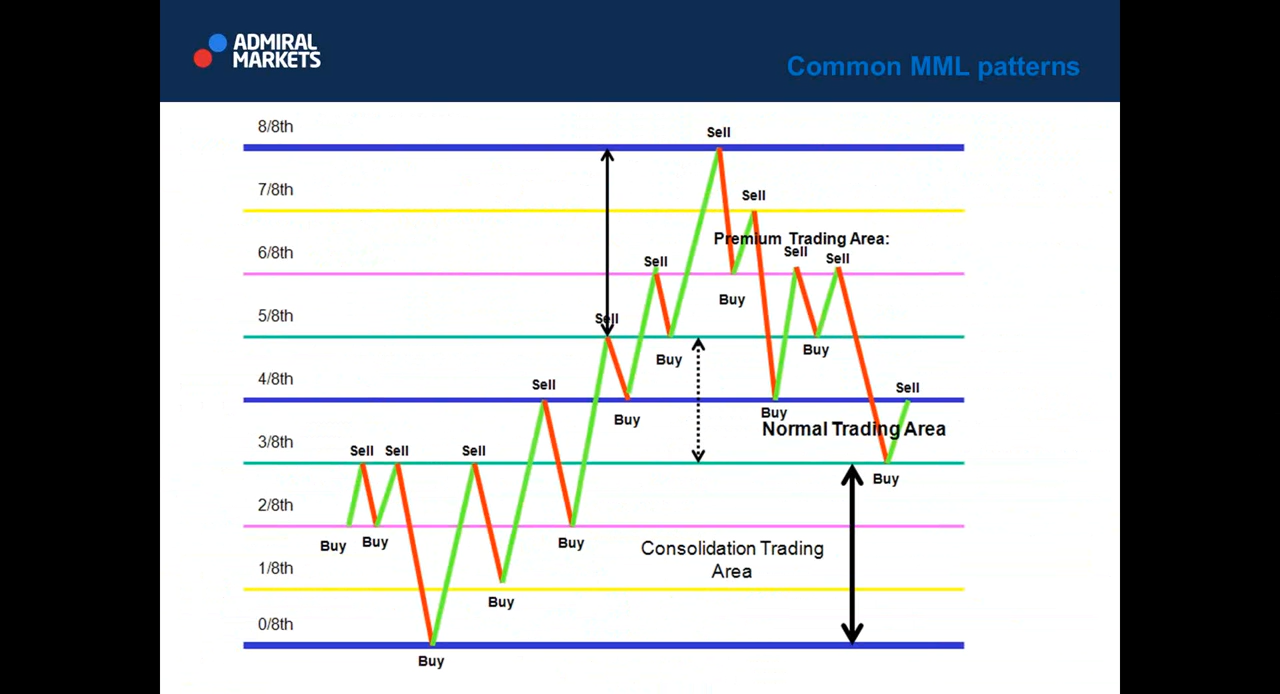 ADMIRAL
MARKETS
Common MML patterns
8/8th
Sell
7/8th
Sell
Premium Trading Area:
6/8th
Sell
Sell
Sell
Buy
5/8th
Sell
Buy
Buy
4/8th
Sell
Sell
Buy
Buy
Normal Trading Area
3/8th
Sell
Sell
Sell
Buy
2/8th
Buy
Buy
Buy
Consolidation Trading
Area
1/8th
Buy
0/8th
Buy